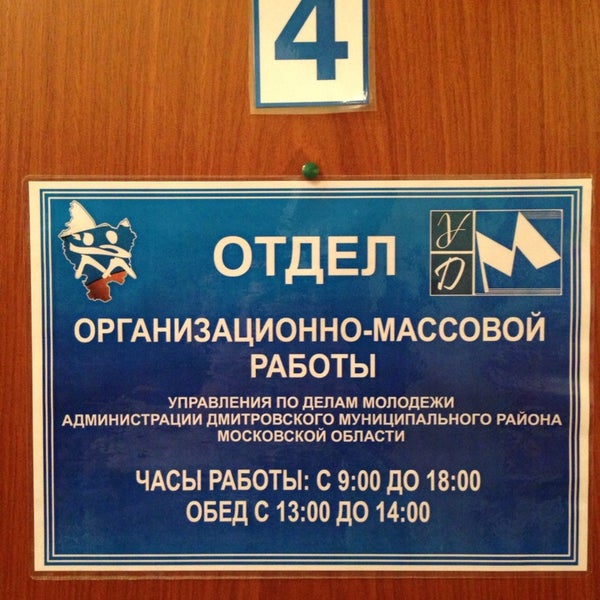 4
ОТДЕЛ
УД М
ОРГАНИЗАЦИОННО-МАССОВОЙ
РАБОТЫ
УПРАВЛЕНИЯ ПО ДЕЛАМ МОЛОДЕЖИ
АДМИНИСТРАЦИИ ДМИТРОВСКОГО МУНИЦИПАЛЬНОГО РАЙОНА
МОСКОВСКОЙ ОБЛАСТИ
ЧАСЫ РАБОТЫ: С 9:00 ДО 18:00
ОБЕД С 13:00 ДО 14:00